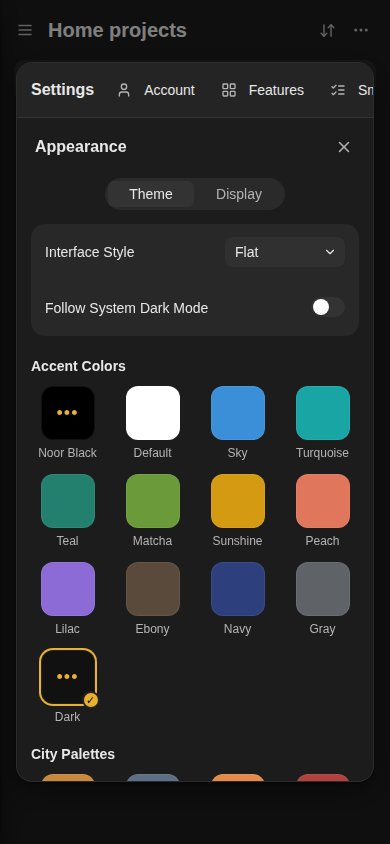 Home projects
Settings Account Features Sm
Appearance
Theme Display
Interface Style Flat
Follow System Dark Mode
Accent Colors
Noor Black Default Sky Turquoise
Teal Matcha Sunshine Peach
Lilac Ebony Navy Gray
Dark
City Palettes